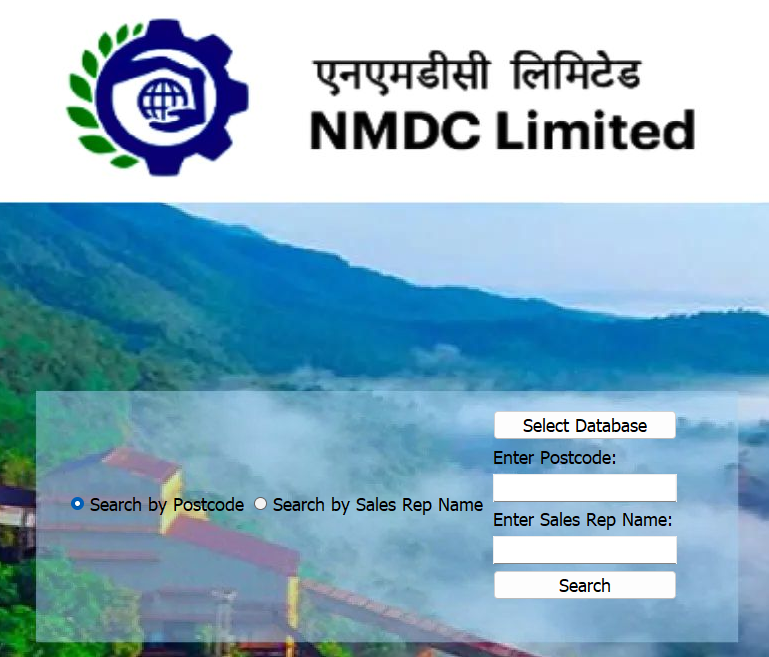 एनएमडीसी लिमिटेड
NMDC Limited
Select Database
Enter Postcode:
Search by Postcode Search by Sales Rep Name
Enter Sales Rep Name:
Search